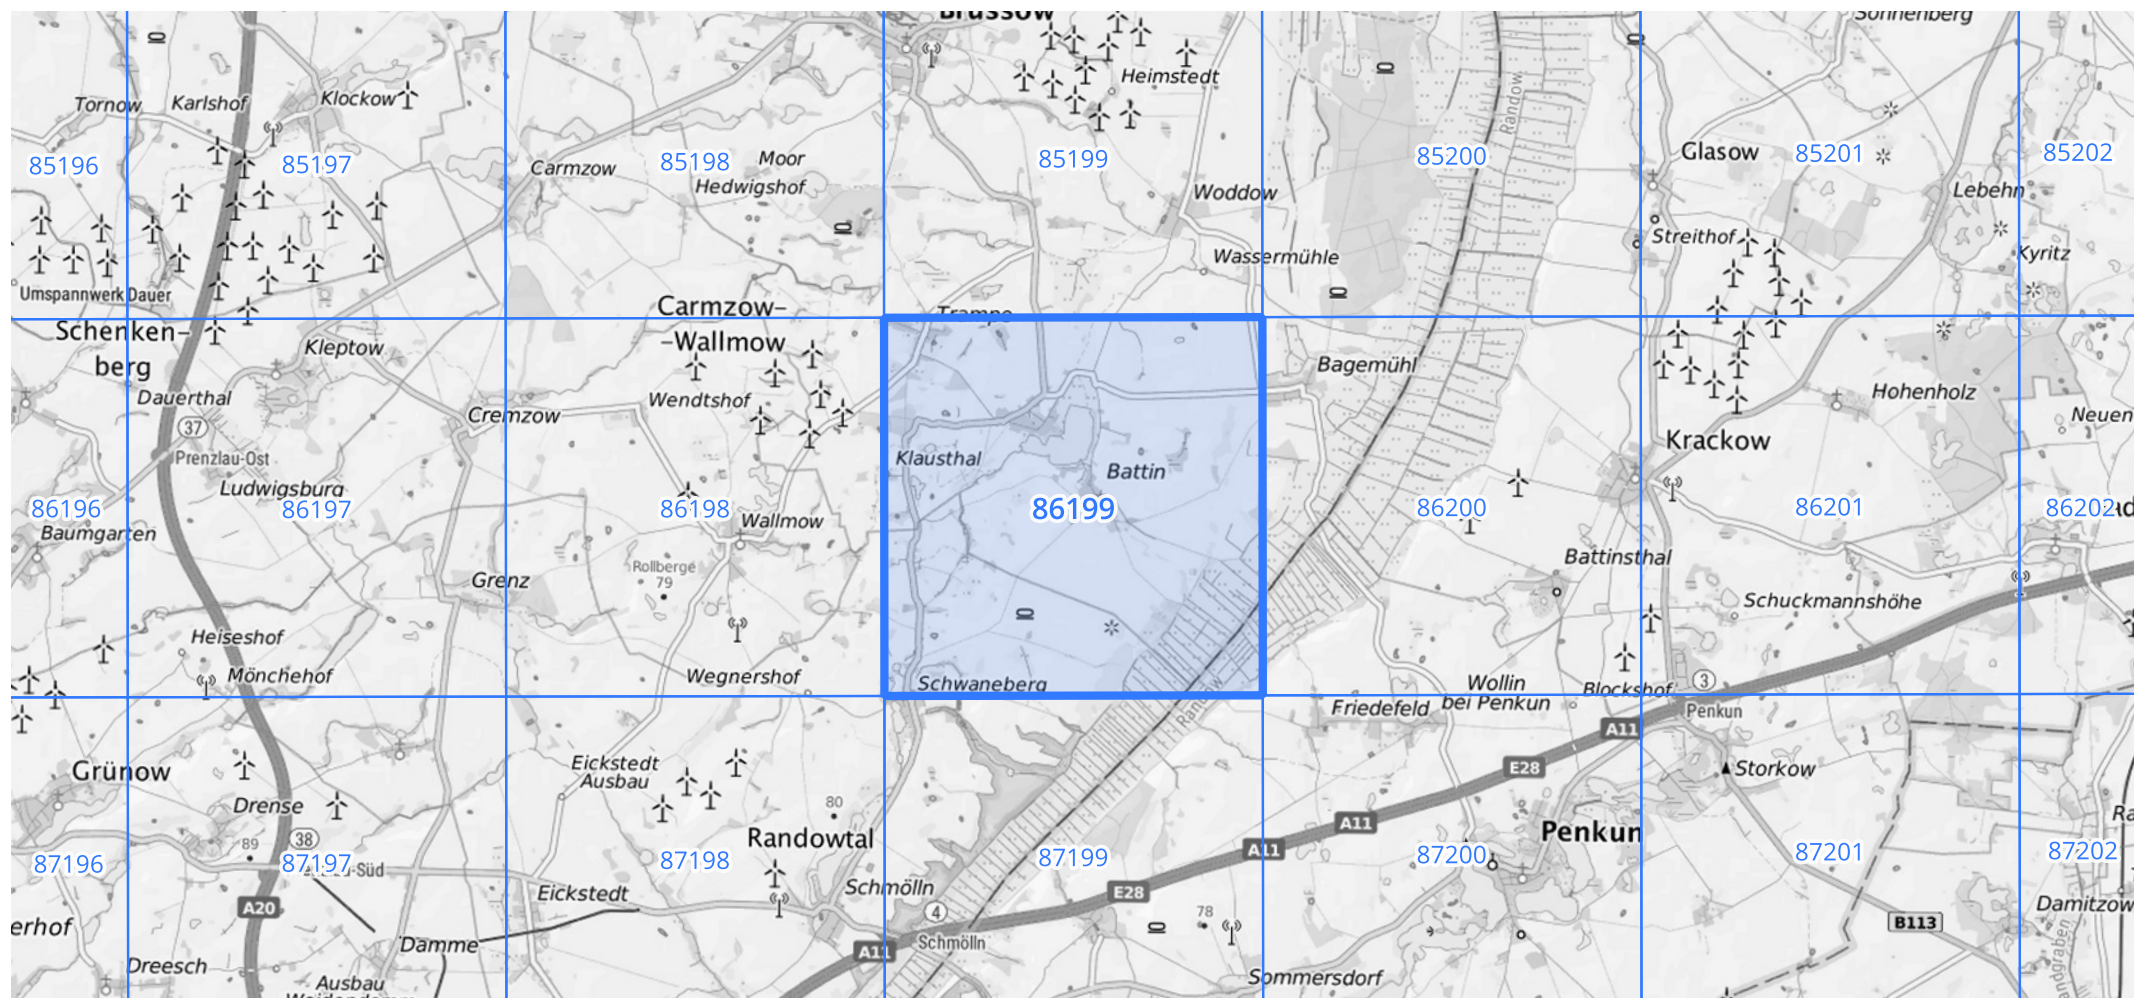 Brüssow
Sonnenberg
Heimstedt
Tornow
Karlshof
Klockow
Randow
Carmzow
Moor
Hedwigshof
Glasow
85196
85197
85198
85199
85200
85201
85202
Woddow
Lebehn
Streithof
Wassermühle
Kyritz
Umspannwerk Dauer
Carmzow-
-Wallmow
Trampe
Schenken-
berg
Kleptow
Bagemühl
Dauerthal
Cremzow
Wendtshof
Hohenholz
Neuen
37
Prenzlau-Ost
Klausthal
Battin
Krackow
Ludwigsburg
86196
86197
86198
86199
86200
86201
86202
Baumgarten
Wallmow
Battinsthal
Rollberge
79
Grenz
Schuckmannshöhe
Heiseshof
Mönchehof
Wegnershof
Schwaneberg
Wollin
bei Penkun
Blockshof
3
Friedefeld
Randow
Penkun
A11
Grünow
Eickstedt
Ausbau
E28
Storkow
Drense
80
A11
Randowtal
Penkun
38
89
A11
87196
87197
87198
87199
87200
87201
87202
Süd
A20
Eickstedt
Schmölln
E28
Damitzow
erhof
4
78
B113
Damme
A11
Schmölln
Dreesch
Ausbau
Sommersdorf